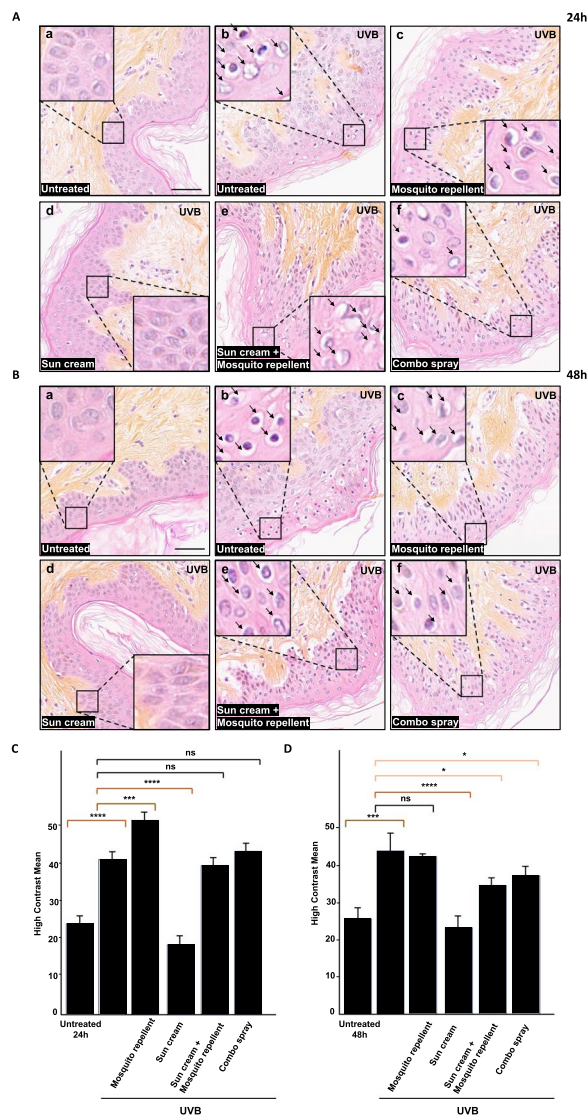 A
24h
a
Untreated
b
UVB
Untreated
c
UVB
Mosquito repellent
d
UVB
Sun cream
e
UVB
Sun cream +
Mosquito repellent
f
UVB
Combo spray
B
48h
a
Untreated
b
UVB
Untreated
c
UVB
Mosquito repellent
d
UVB
Sun cream
e
UVB
Sun cream +
Mosquito repellent
f
UVB
Combo spray
C
ns
ns
****
***
****
High Contrast Mean
50
40
30
20
10
0
Untreated
24h
Mosquito repellent
Sun cream
Sun cream +
Mosquito repellent
Combo spray
UVB
D
*
*
****
ns
***
High Contrast Mean
50
40
30
20
10
0
Untreated
48h
Mosquito repellent
Sun cream
Sun cream +
Mosquito repellent
Combo spray
UVB